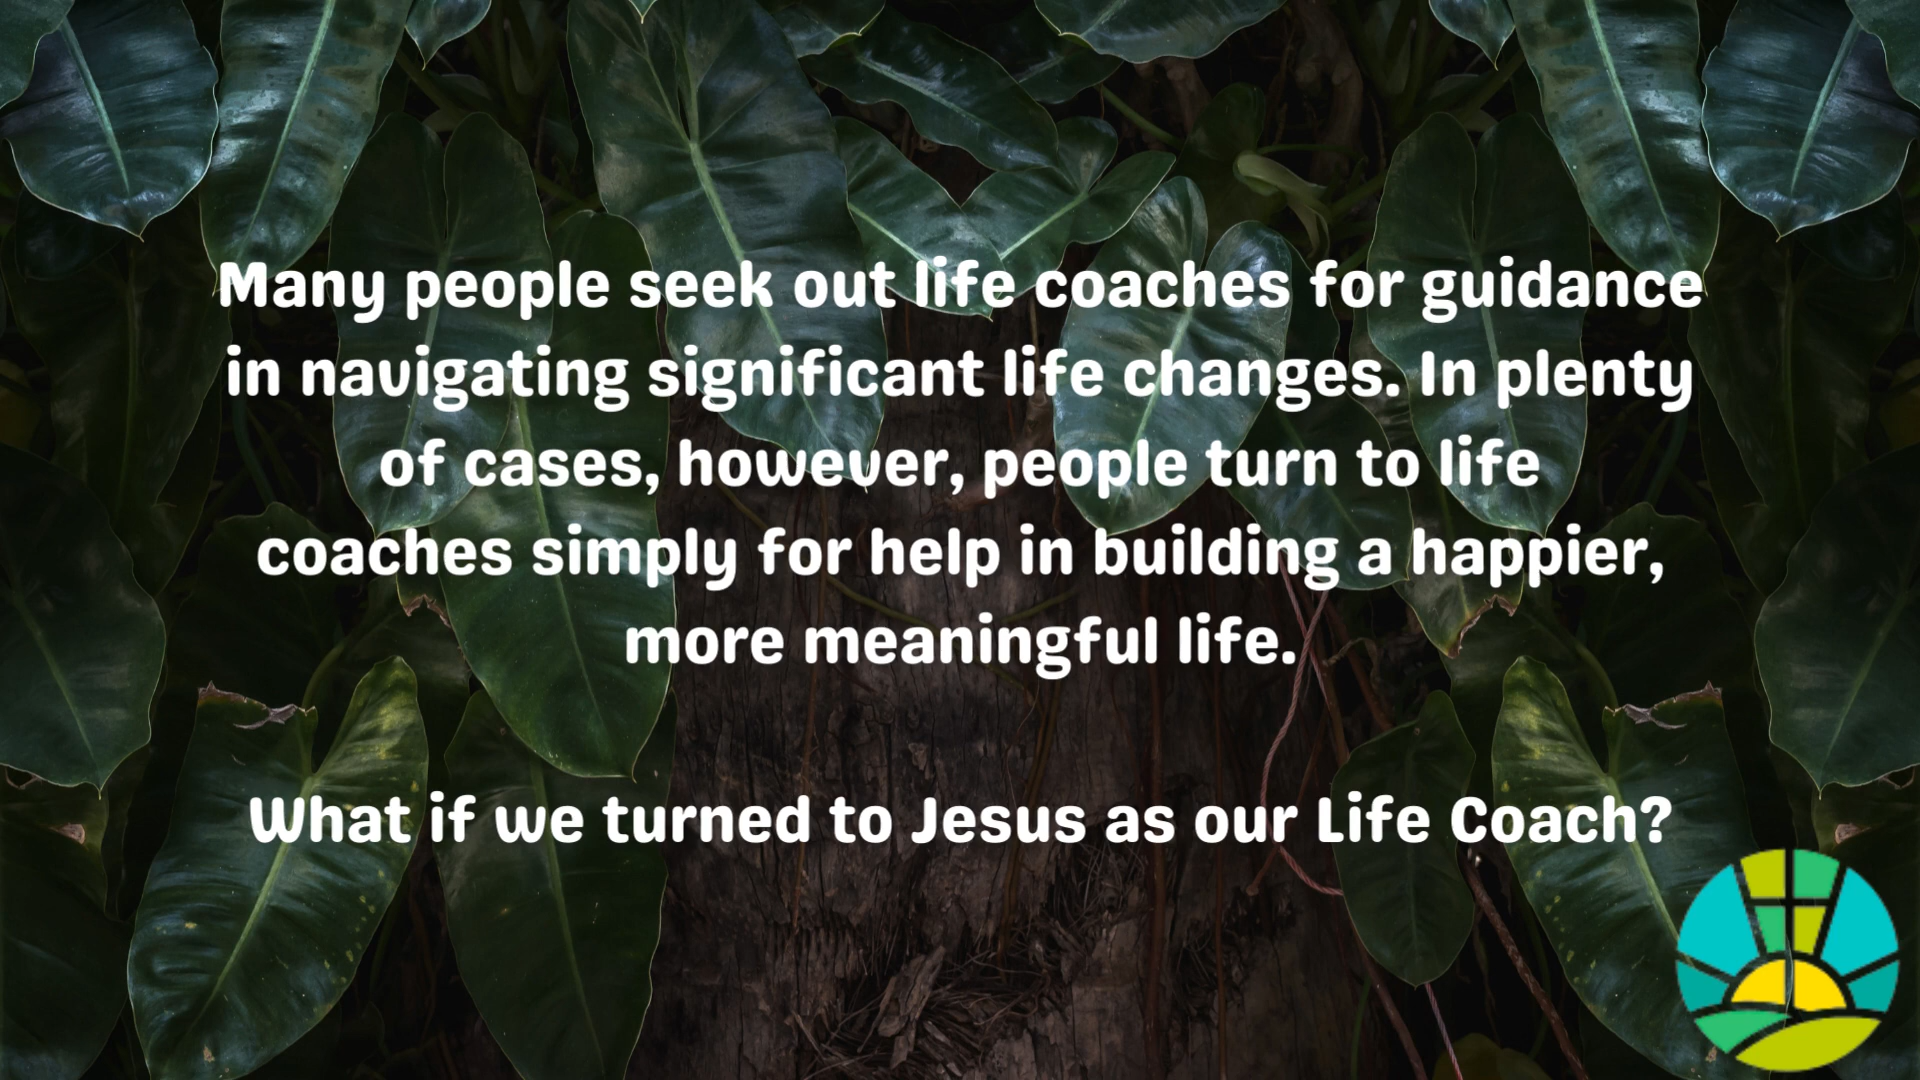 Many people seek out life coaches for guidance
in navigating significant life changes. In plenty
of cases, however, people turn to life
coaches simply for help in building a happier,
more meaningful life.
What if we turned to Jesus as our Life Coach?